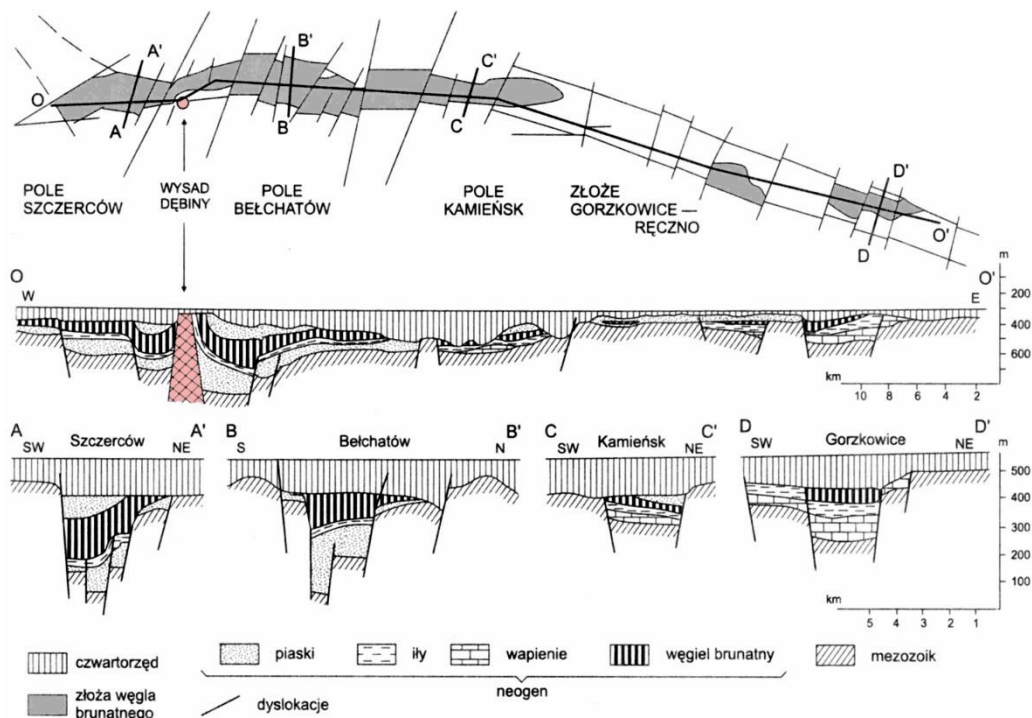 A'
B'
C'
O
A
B
C
D'
O'
D
POLE
SZCZERCÓW
WYSAD
DĘBINY
POLE
BEŁCHATÓW
POLE
KAMIEŃSK
ZŁOŻE
GORZKOWICE —
RĘCZNO
O
W
O'
E
m
200
400
600
km
10 8 6 4 2
A
SW
Szczerców
A'
NE
B
S
Bełchatów
B'
N
C
SW
Kamieńsk
C'
NE
D
SW
Gorzkowice
D'
NE
m
500
400
300
200
100
km
5 4 3 2 1
czwartorzęd
piaski
iły
wapienie
węgiel brunatny
mezozoik
neogen
złoża węgla
brunatnego
dyslokacje